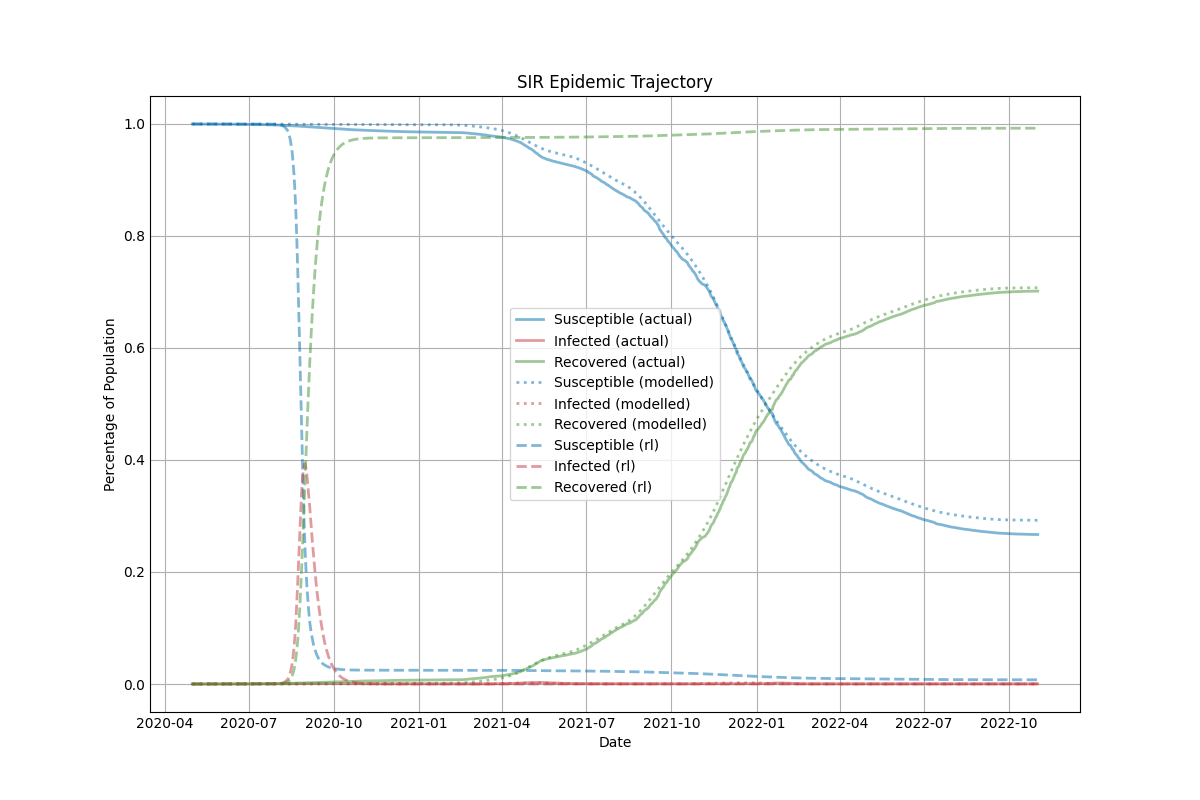 SIR Epidemic Trajectory
Percentage of Population
1.0
0.8
0.6
0.4
0.2
0.0
Susceptible (actual)
Infected (actual)
Recovered (actual)
Susceptible (modelled)
Infected (modelled)
Recovered (modelled)
Susceptible (rl)
Infected (rl)
Recovered (rl)
2020-04 2020-07 2020-10 2021-01 2021-04 2021-07 2021-10 2022-01 2022-04 2022-07 2022-10
Date